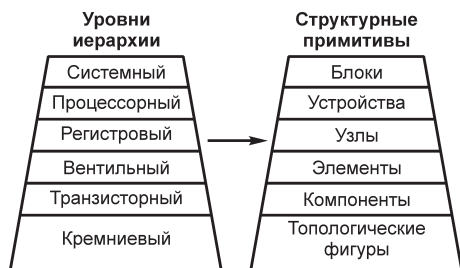 Уровни
иерархии
Системный
Процессорный
Регистровый
Вентильный
Транзисторный
Кремниевый
Структурные
примитивы
Блоки
Устройства
Узлы
Элементы
Компоненты
Топологические
фигуры